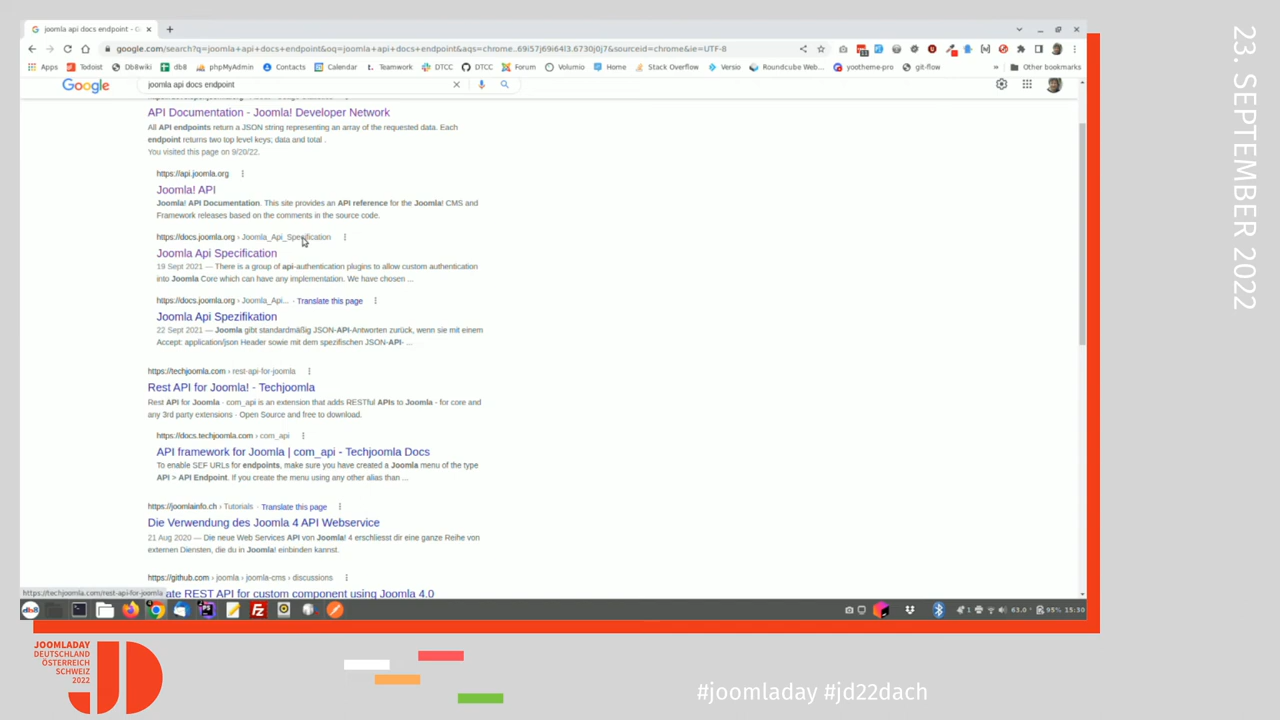 joomla api docs endpoint - G
google.com/search?q=joomla+api+docs+endpoint&oq=joomla+api+docs+endpoint&aqs=chrome..69i57j69i64l3.6730j0j7&sourceid=chrome&ie=UTF-8
Apps Todoist Db8wiki db8 phpMyAdmin Contacts Calendar Teamwork DTCC DTCC Forum Volumio Home Stack Overflow Versio Roundcube Web... yootheme-pro git-flow » Other bookmarks
Google joomla api docs endpoint
API Documentation - Joomla! Developer Network
All API endpoints return a JSON string representing an array of the requested data. Each
endpoint returns two top level keys; data and total .
You visited this page on 9/20/22.
https://api.joomla.org
Joomla! API
Joomla! API Documentation. This site provides an API reference for the Joomla! CMS and
Framework releases based on the comments in the source code.
https://docs.joomla.org › Joomla_Api_Specification
Joomla Api Specification
19 Sept 2021 — There is a group of api-authentication plugins to allow custom authentication
into Joomla Core which can have any implementation. We have chosen ...
https://docs.joomla.org › Joomla_Api... · Translate this page
Joomla Api Spezifikation
22 Sept 2021 — Joomla gibt standardmäßig JSON-API-Antworten zurück, wenn sie mit einem
Accept: application/json Header sowie mit dem spezifischen JSON-API- ...
https://techjoomla.com › rest-api-for-joomla
Rest API for Joomla! - Techjoomla
Rest API for Joomla · com_api is an extension that adds RESTful APIs to Joomla - for core and
any 3rd party extensions · Open Source and free to download.
https://docs.techjoomla.com › com_api
API framework for Joomla | com_api - Techjoomla Docs
To enable SEF URLs for endpoints, make sure you have created a Joomla menu of the type
API > API Endpoint. If you create the menu using any other alias than ...
https://joomlainfo.ch › Tutorials · Translate this page
Die Verwendung des Joomla 4 API Webservice
21 Aug 2020 — Die neue Web Services API von Joomla! 4 erschliesst dir eine ganze Reihe von
externen Diensten, die du in Joomla! einbinden kannst.
https://github.com › joomla › joomla-cms › discussions
ate REST API for custom component using Joomla 4.0
https://techjoomla.com/rest-api-for-joomla
63.0 ° 95% 15:30
23. SEPTEMBER 2022
JOOMLADAY
DEUTSCHLAND
ÖSTERREICH
SCHWEIZ
2022
JD
#joomladay #jd22dach